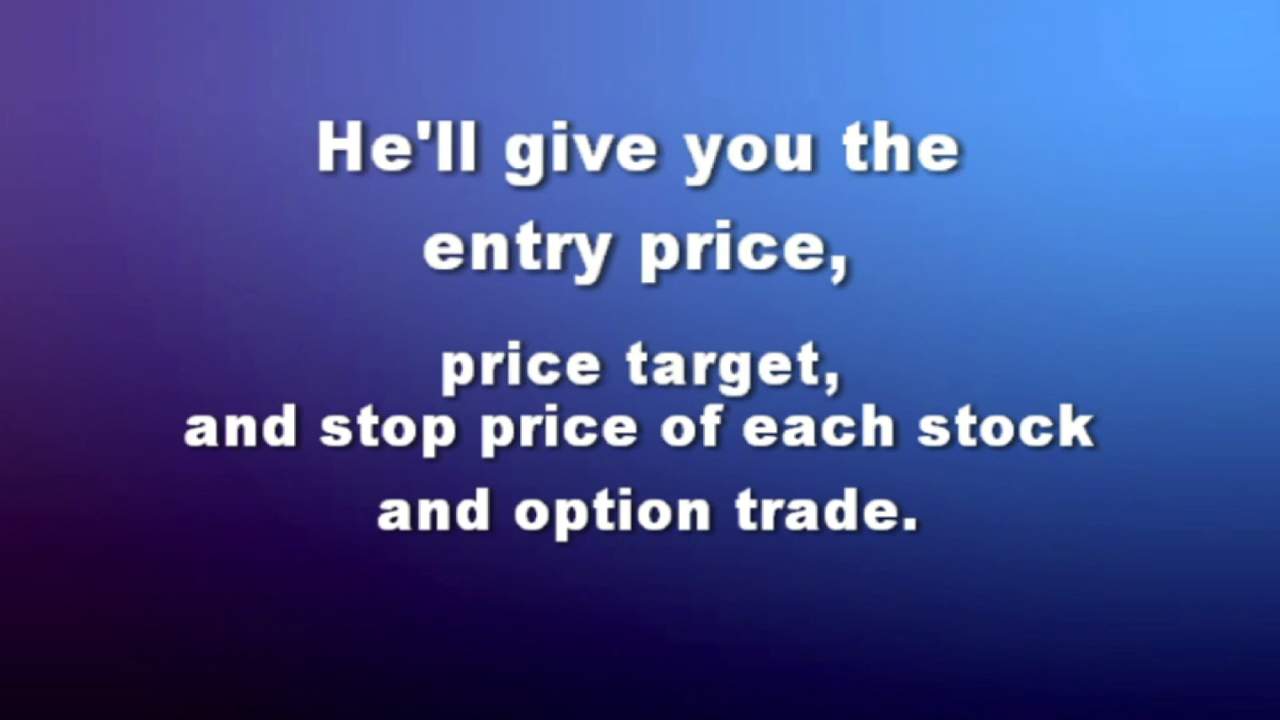 He'll give you the
entry price,
price target,
and stop price of each stock
and option trade.